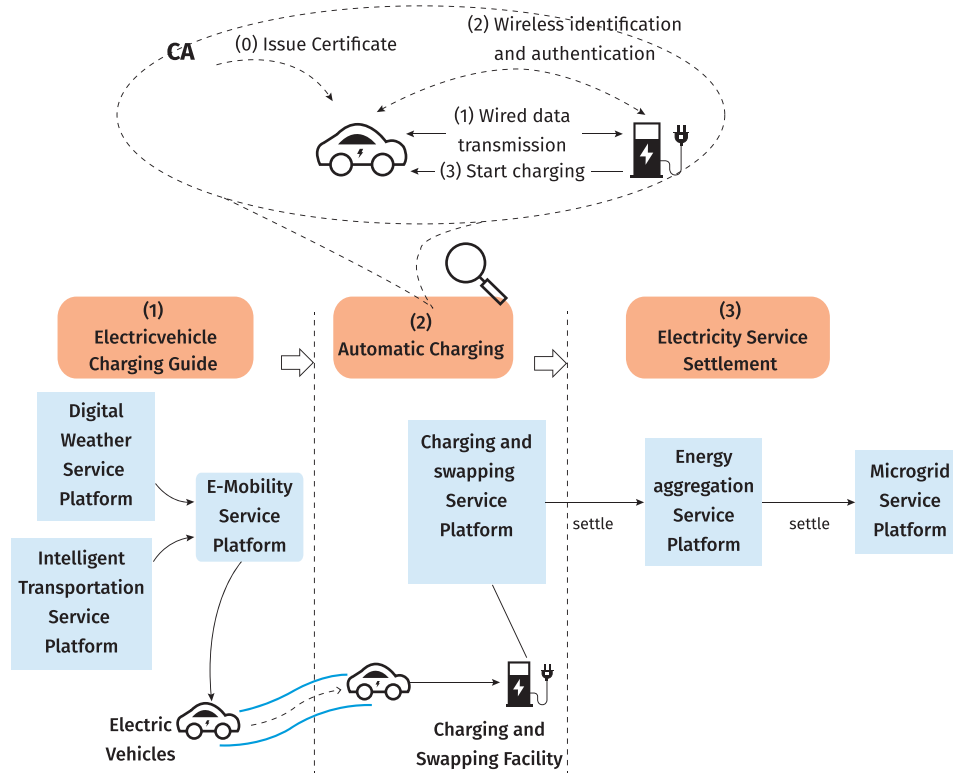 CA
(0) Issue Certificate
(2) Wireless identification
and authentication
(1) Wired data
transmission
(3) Start charging
(1)
Electricvehicle
Charging Guide
(2)
Automatic Charging
(3)
Electricity Service
Settlement
Digital
Weather
Service
Platform
Intelligent
Transportation
Service
Platform
E-Mobility
Service
Platform
Electric
Vehicles
Charging and
swapping
Service
Platform
Charging and
Swapping Facility
settle
Energy
aggregation
Service
Platform
settle
Microgrid
Service
Platform